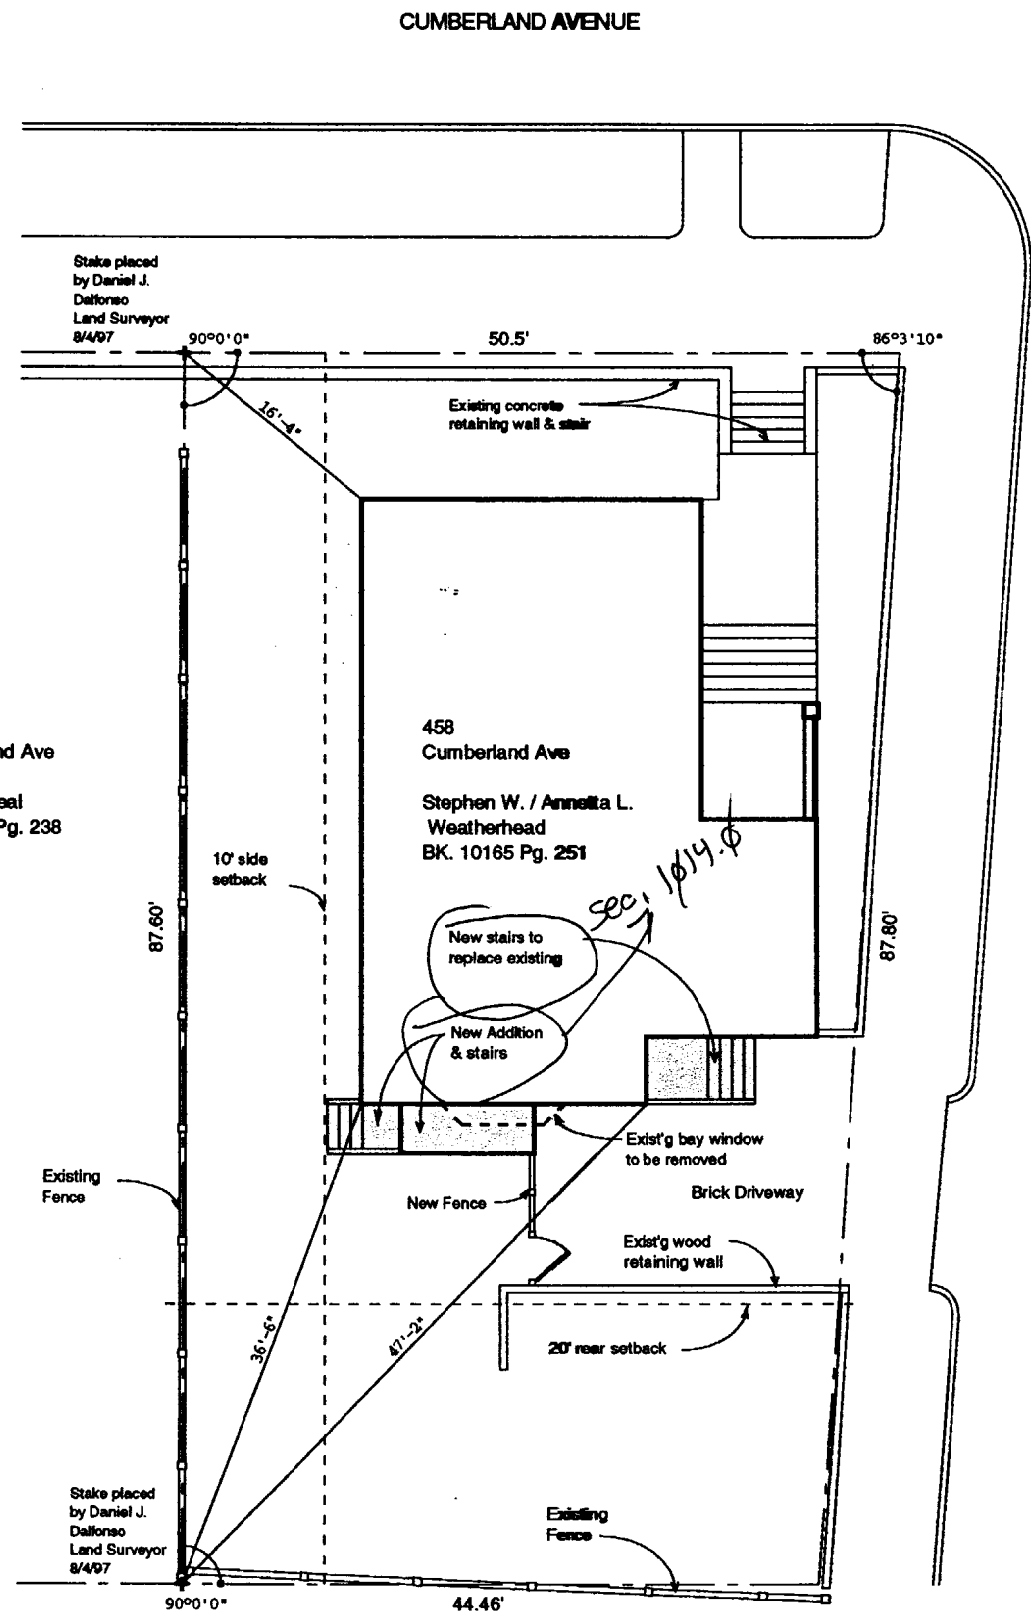 CUMBERLAND AVENUE
Stake placed
by Daniel J.
Dalfonso
Land Surveyor
8/4/97
90°0'0"
50.5'
86°3'10"
16'-4"
Existing concrete
retaining wall & stair
458
Cumberland Ave
Stephen W. / Annetta L.
Weatherhead
BK. 10165 Pg. 251
nd Ave
eal
Pg. 238
10' side
setback
87.60'
87.80'
sec. 1014.0
New stairs to
replace existing
New Addition
& stairs
Exist'g bay window
to be removed
Existing
Fence
New Fence
Brick Driveway
Exist'g wood
retaining wall
20' rear setback
36'-6"
47'-2"
Stake placed
by Daniel J.
Dalfonso
Land Surveyor
8/4/97
Existing
Fence
90°0'0"
44.46'